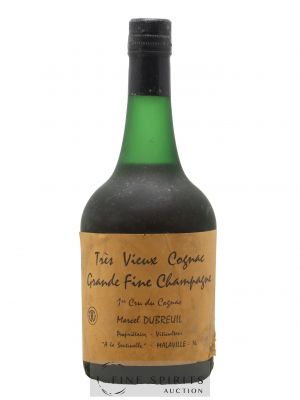 Très Vieux Cognac
Grande Fine Champagne
1er Cru du Cognac
Marcel DUBREUIL
Propriétaire - Viticulteur
"A la Sentinelle" - MALAVILLE - 16
FINE SPIRITS
AUCTION